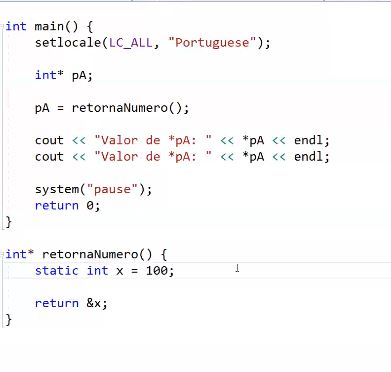 int main() {
setlocale(LC_ALL, "Portuguese");
int* pA;
pA = retornaNumero();
cout << "Valor de *pA: " << *pA << endl;
cout << "Valor de *pA: " << *pA << endl;
system("pause");
return 0;
}
int* retornaNumero() {
static int x = 100;
return &x;
}